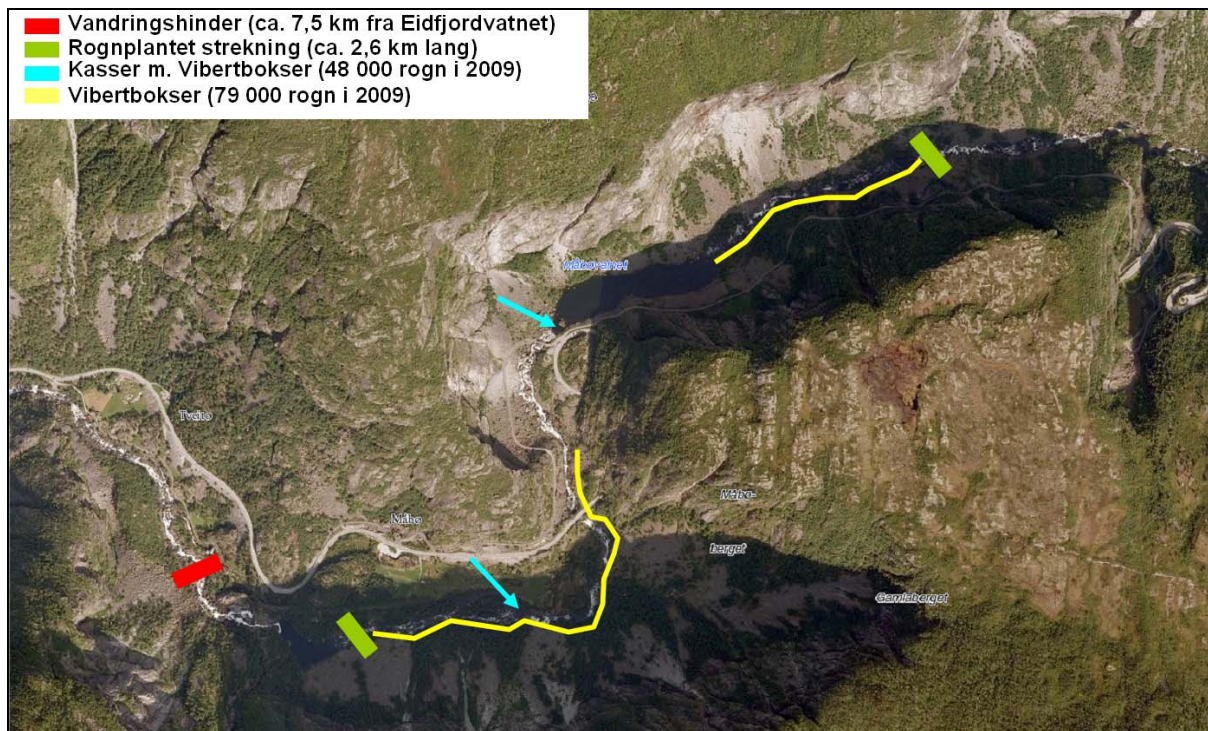 Vandringshinder (ca. 7,5 km fra Eidfjordvatnet)
Rognplantet strekning (ca. 2,6 km lang)
Kasser m. Vibertbokser (48 000 rogn i 2009)
Vibertbokser (79 000 rogn i 2009)
Måbøvatnet
Tveito
Måbø
Måbø-
berget
Gamlaberget